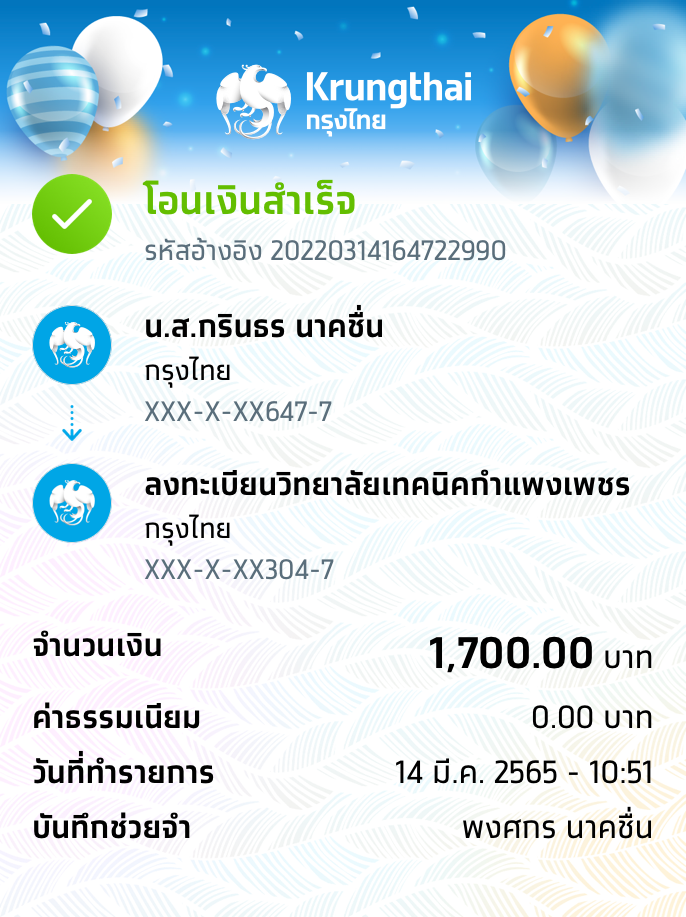 Krungthai
กรุงไทย
โอนเงินสำเร็จ
รหัสอ้างอิง 20220314164722990
น.ส.กรินธร นาคชื่น
กรุงไทย
XXX-X-XX647-7
ลงทะเบียนวิทยาลัยเทคนิคกำแพงเพชร
กรุงไทย
XXX-X-XX304-7
จำนวนเงิน 1,700.00 บาท
ค่าธรรมเนียม 0.00 บาท
วันที่ทำรายการ 14 มี.ค. 2565 - 10:51
บันทึกช่วยจำ พงศกร นาคชื่น